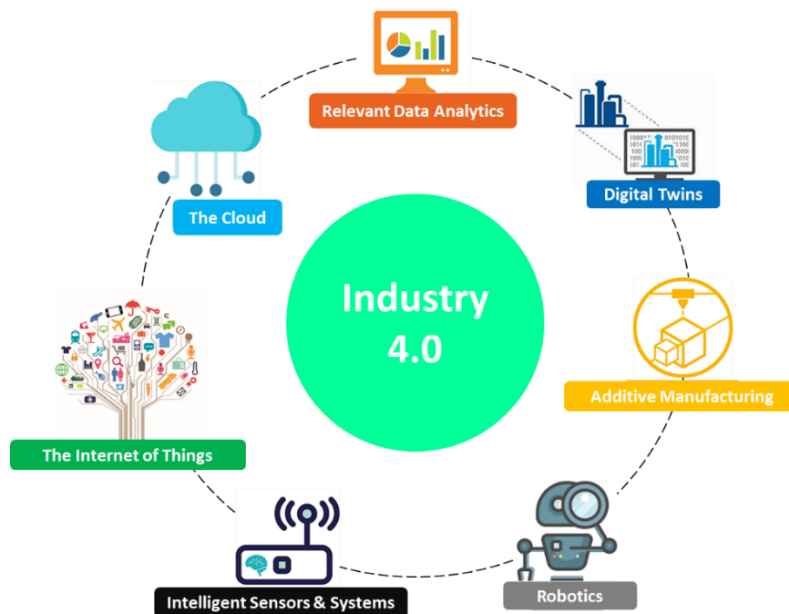 Relevant Data Analytics
Digital Twins
The Cloud
Industry
4.0
Additive Manufacturing
The Internet of Things
Intelligent Sensors & Systems
Robotics